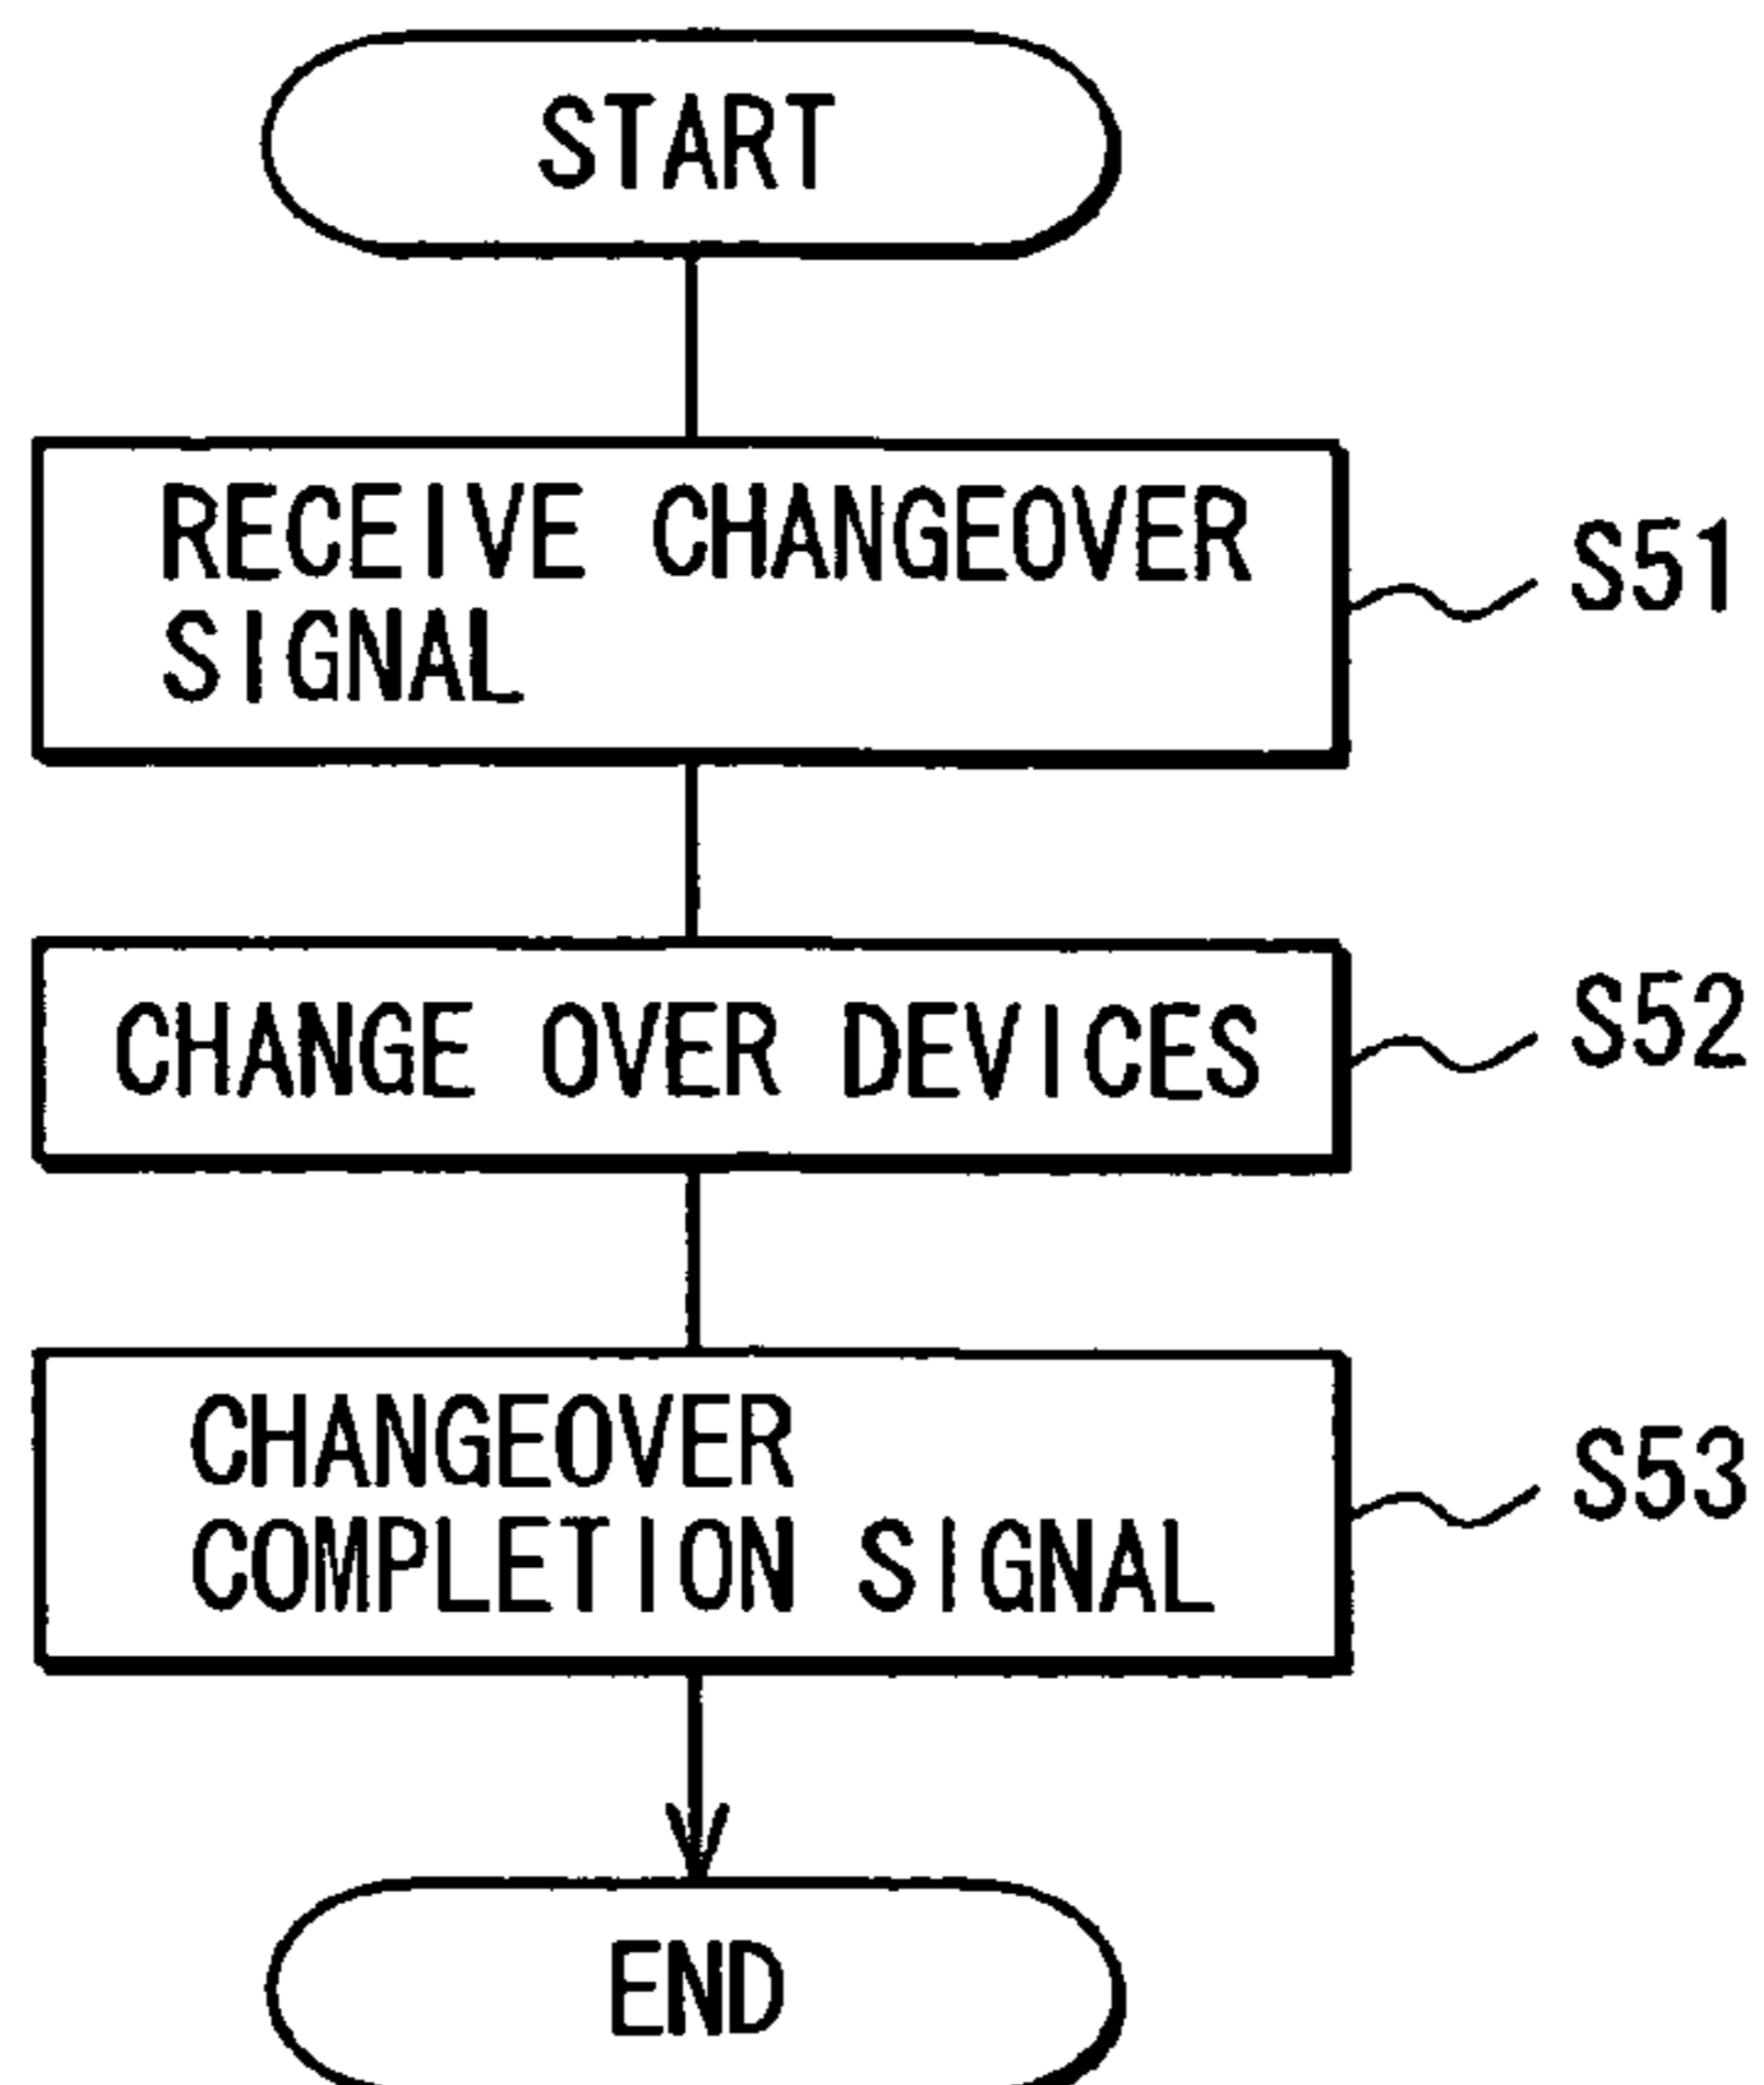 START
RECEIVE CHANGEOVER
SIGNAL
S51
CHANGE OVER DEVICES
S52
CHANGEOVER
COMPLETION SIGNAL
S53
END